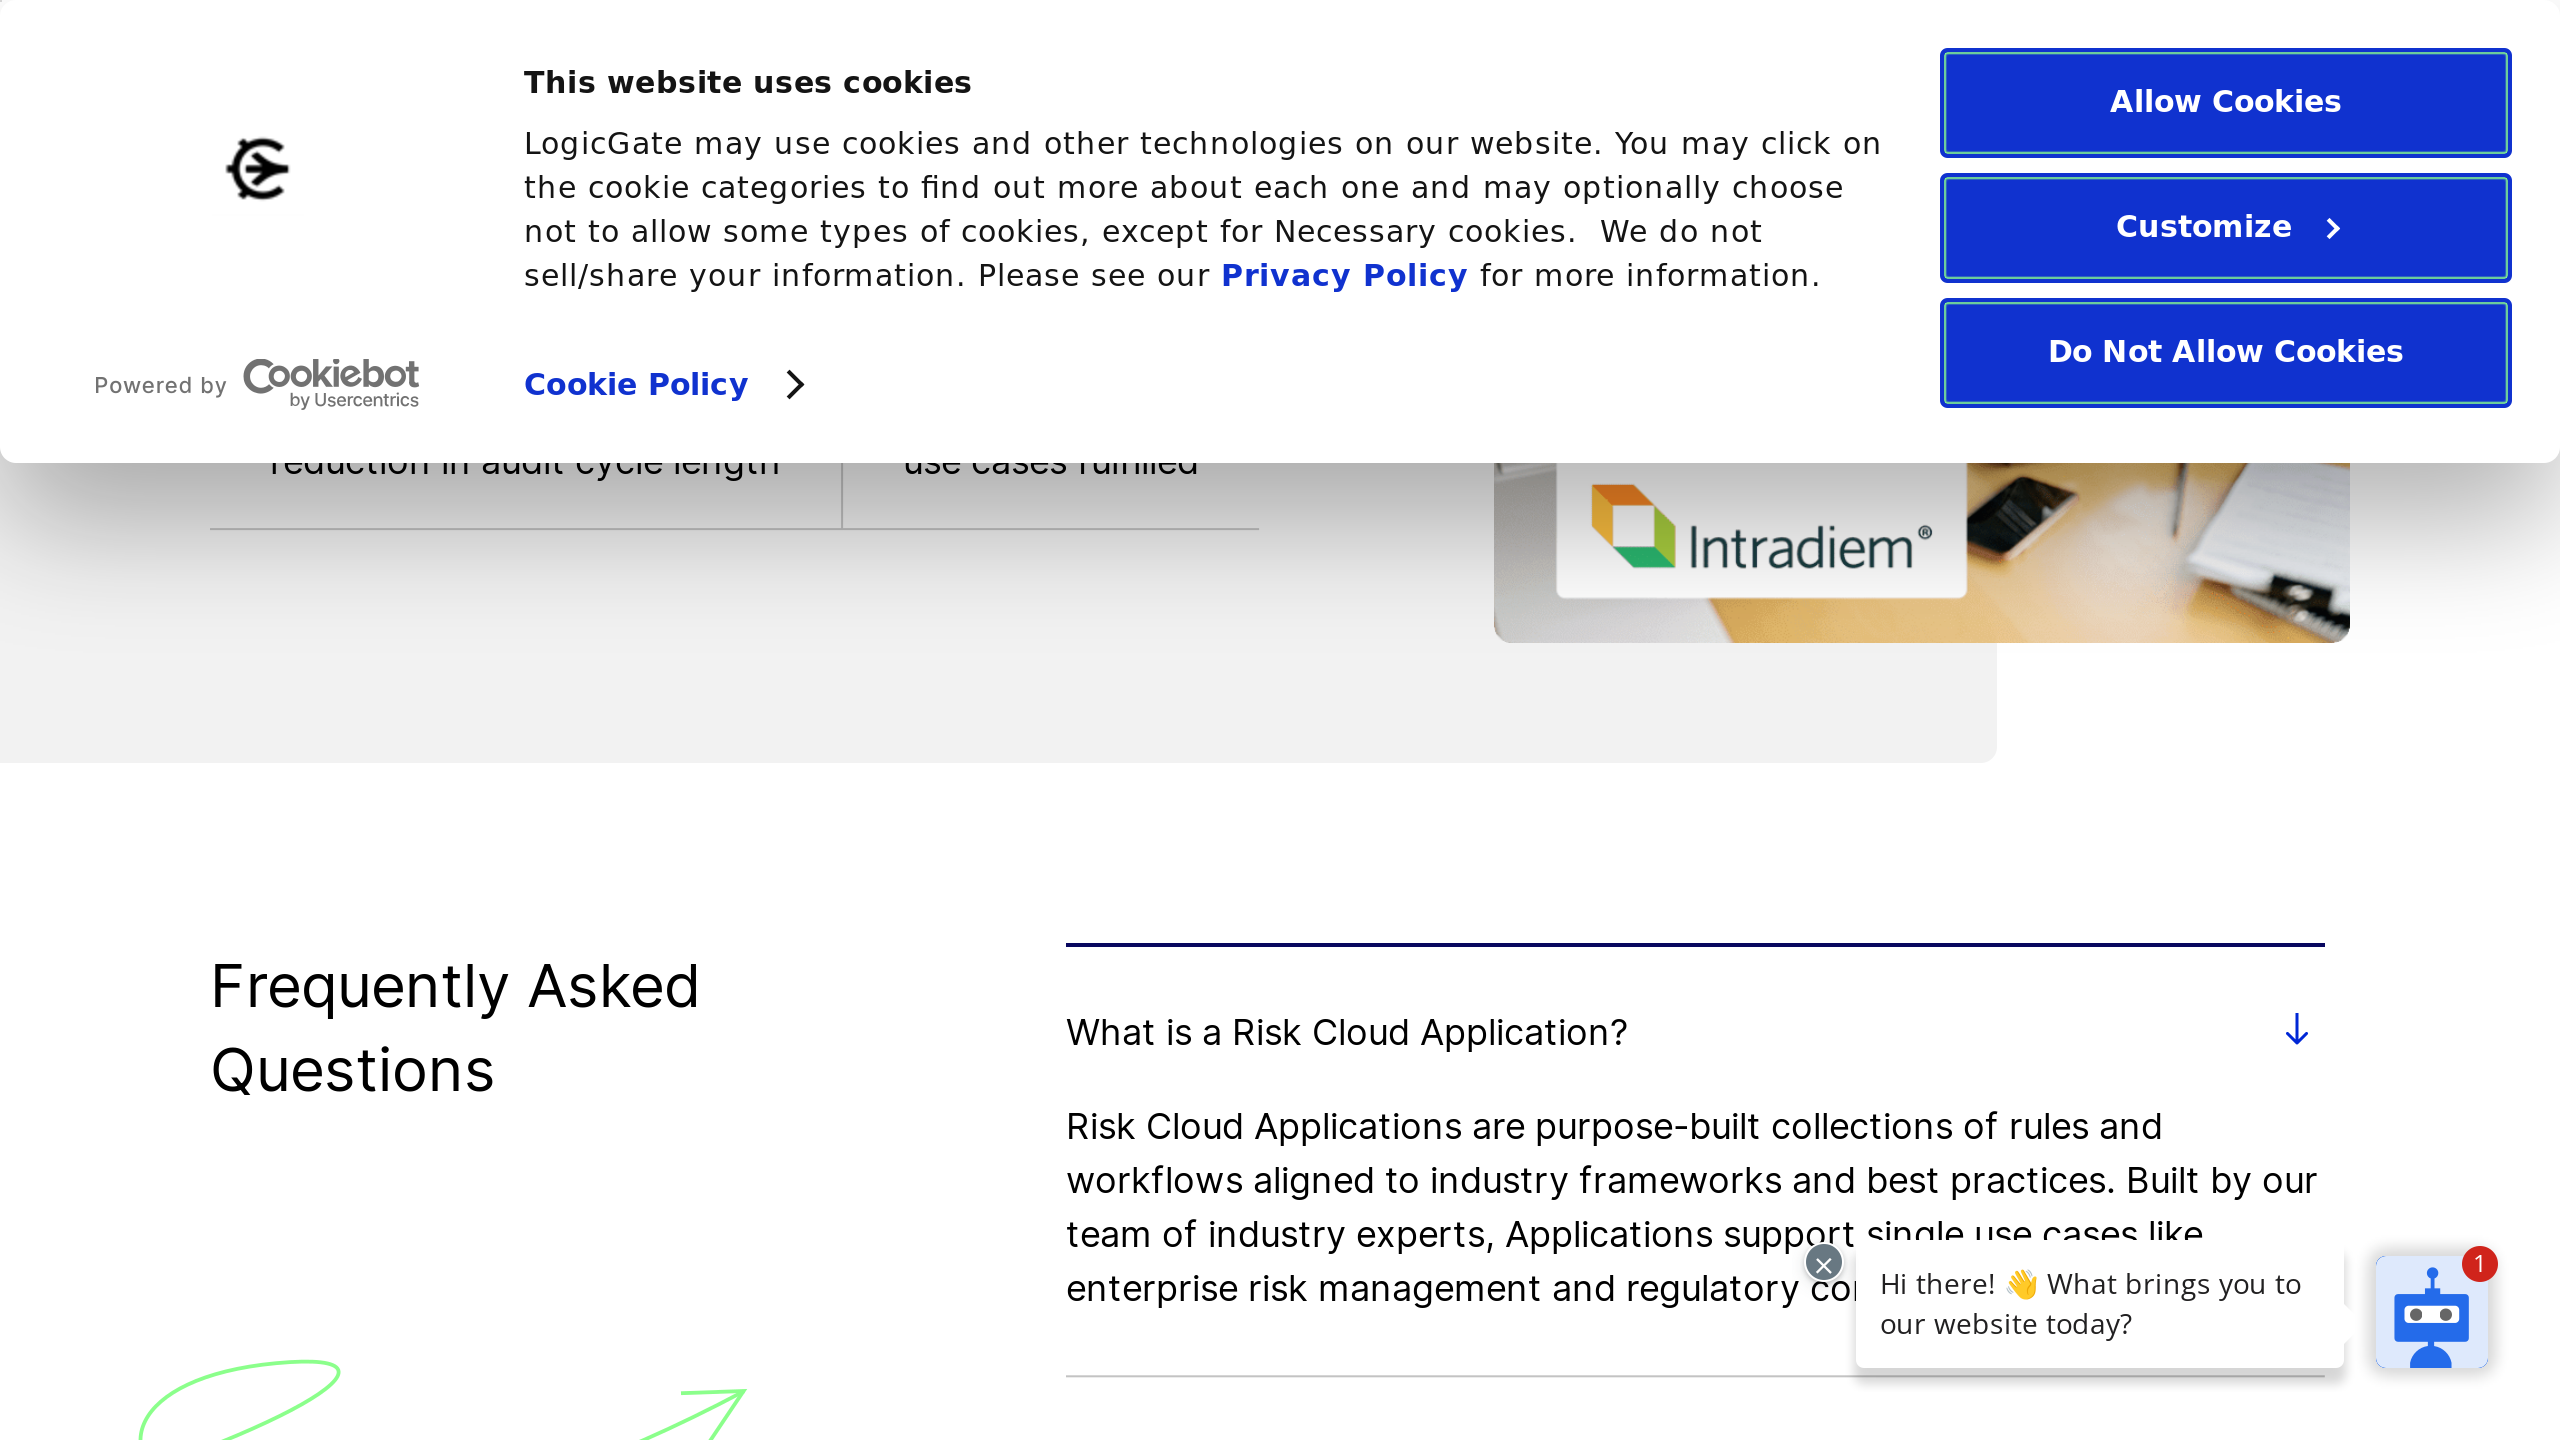 This website uses cookies
LogicGate may use cookies and other technologies on our website. You may click on
the cookie categories to find out more about each one and may optionally choose
not to allow some types of cookies, except for Necessary cookies.  We do not
sell/share your information. Please see our Privacy Policy for more information.
Cookie Policy
Powered by Cookiebot
by Usercentrics
Allow Cookies
Customize
Do Not Allow Cookies
reduction in audit cycle length
use cases fulfilled
Intradiem®
Frequently Asked
Questions
What is a Risk Cloud Application?
Risk Cloud Applications are purpose-built collections of rules and
workflows aligned to industry frameworks and best practices. Built by our
team of industry experts, Applications support single use cases like
enterprise risk management and regulatory
Hi there! 👋 What brings you to
our website today?
1